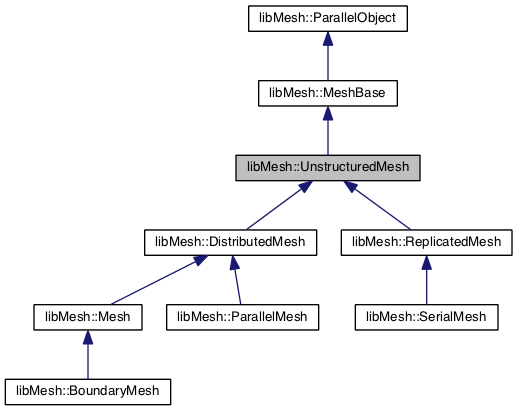 libMesh::ParallelObject
libMesh::MeshBase
libMesh::UnstructuredMesh
libMesh::DistributedMesh
libMesh::ReplicatedMesh
libMesh::Mesh
libMesh::ParallelMesh
libMesh::SerialMesh
libMesh::BoundaryMesh